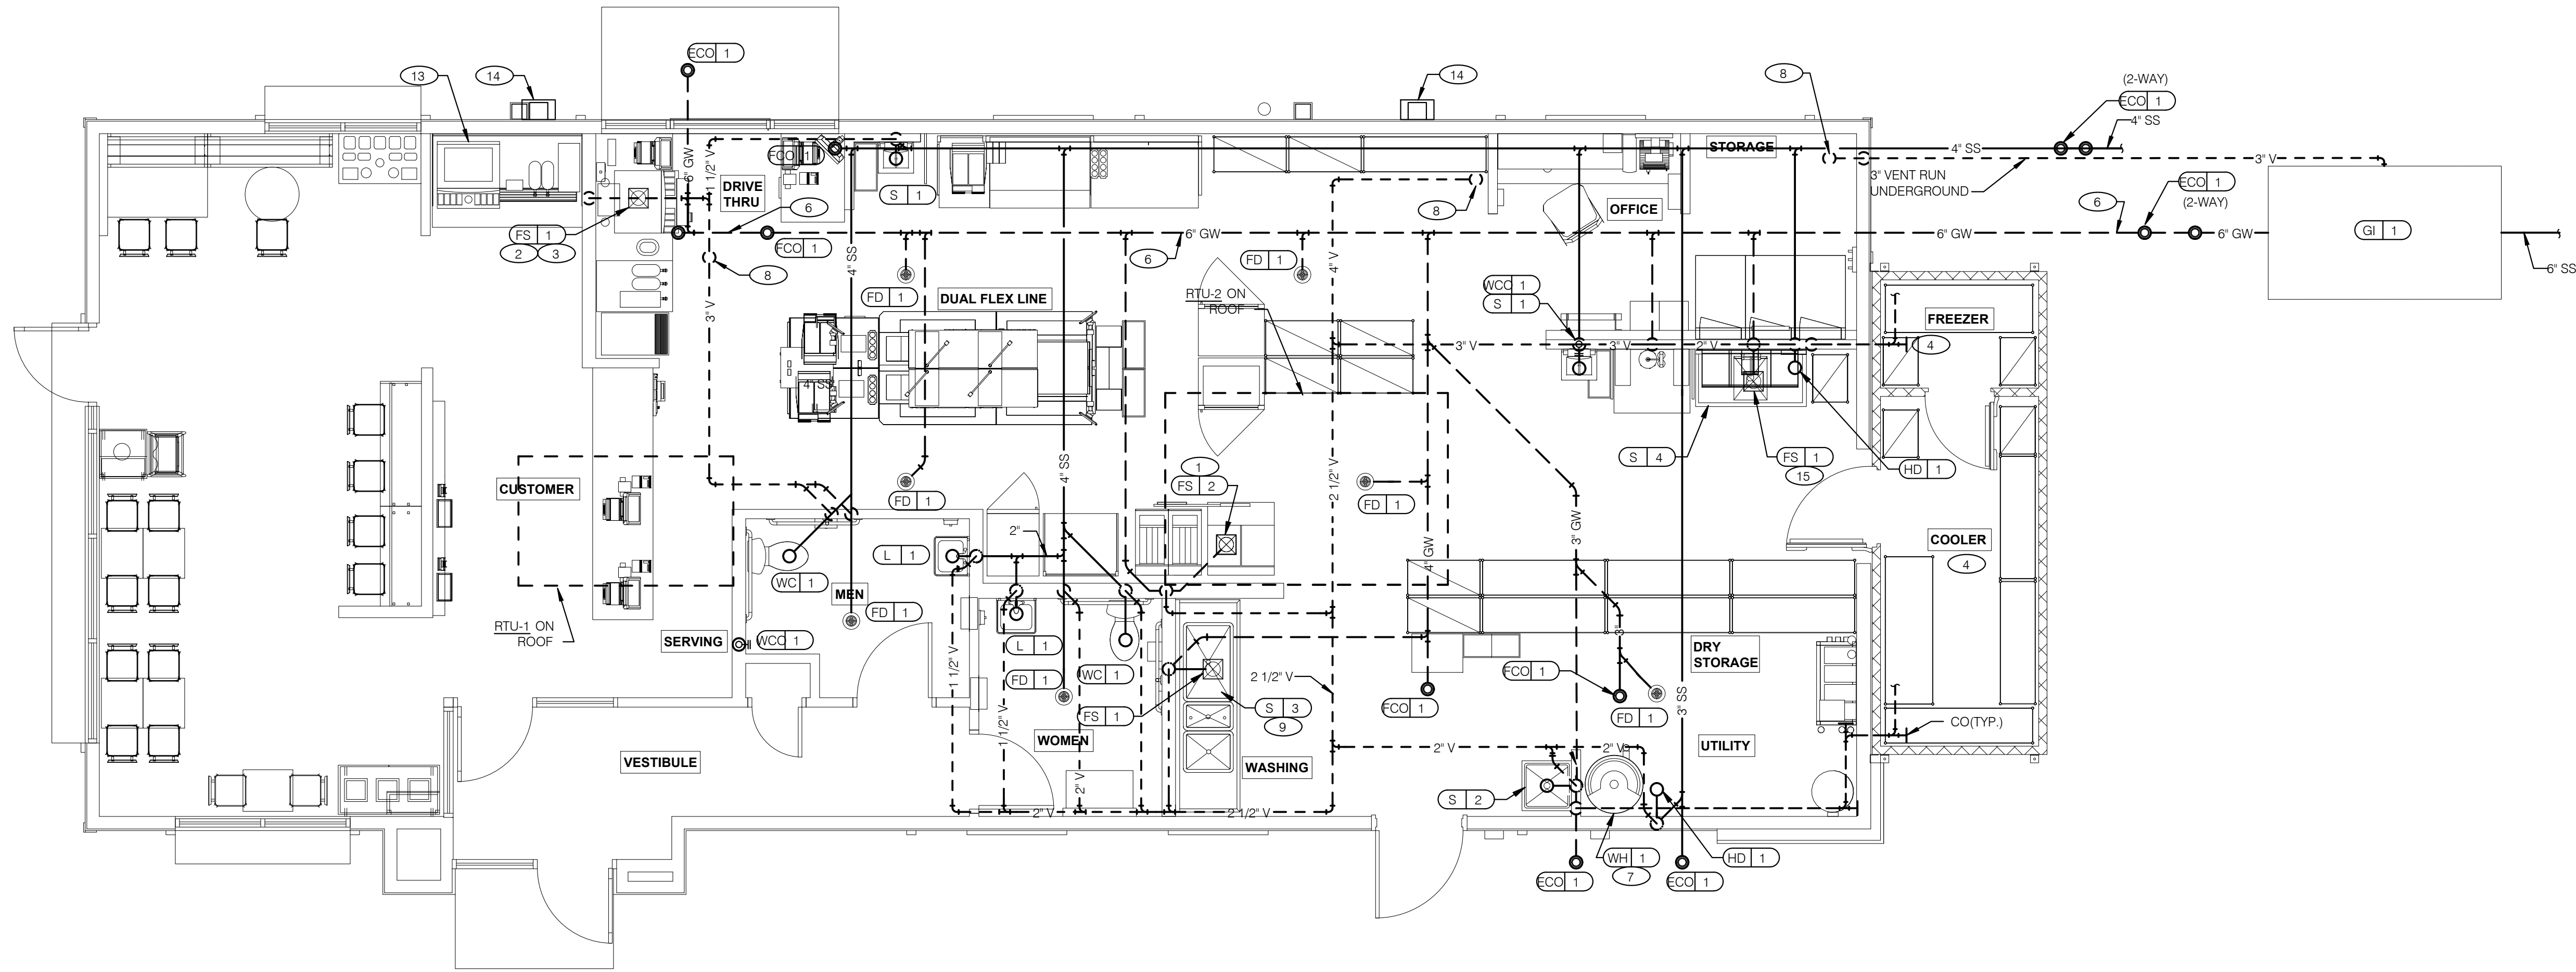 ECO 1
13
14
14
8
(2-WAY)
ECO 1
4" SS
6" GW
1 1/2" V
FCO 1
DRIVE
THRU
S 1
STORAGE
4" SS
3" V
3" VENT RUN
UNDERGROUND
ECO 1
(2-WAY)
6
6
8
OFFICE
FS 1
2
3
FCO 1
6" GW
6" GW
6" GW
GI 1
6
8
FD 1
4" V
4" SS
6" SS
FD 1
DUAL FLEX LINE
RTU-2 ON
ROOF
WCO 1
S 1
3" V
FREEZER
3" V
3" V
2" V
4
4" SS
S 4
FS 1
15
HD 1
1
FS 2
2 1/2" V
4" SS
CUSTOMER
FD 1
FD 1
3" GW
2"
L 1
4" GW
COOLER
4
WC 1
MEN
FD 1
RTU-1 ON
ROOF
SERVING
WCO 1
L 1
3"
DRY
STORAGE
1 1/2" V
FD 1
WC 1
2 1/2" V
FCO 1
FS 1
S 3
9
FCO 1
FD 1
3" SS
CO(TYP.)
1 1/2" V
WOMEN
UTILITY
VESTIBULE
WASHING
2" V
2" V
2" V
S 2
2" V
2 1/2" V
WH 1
7
HD 1
ECO 1
ECO 1